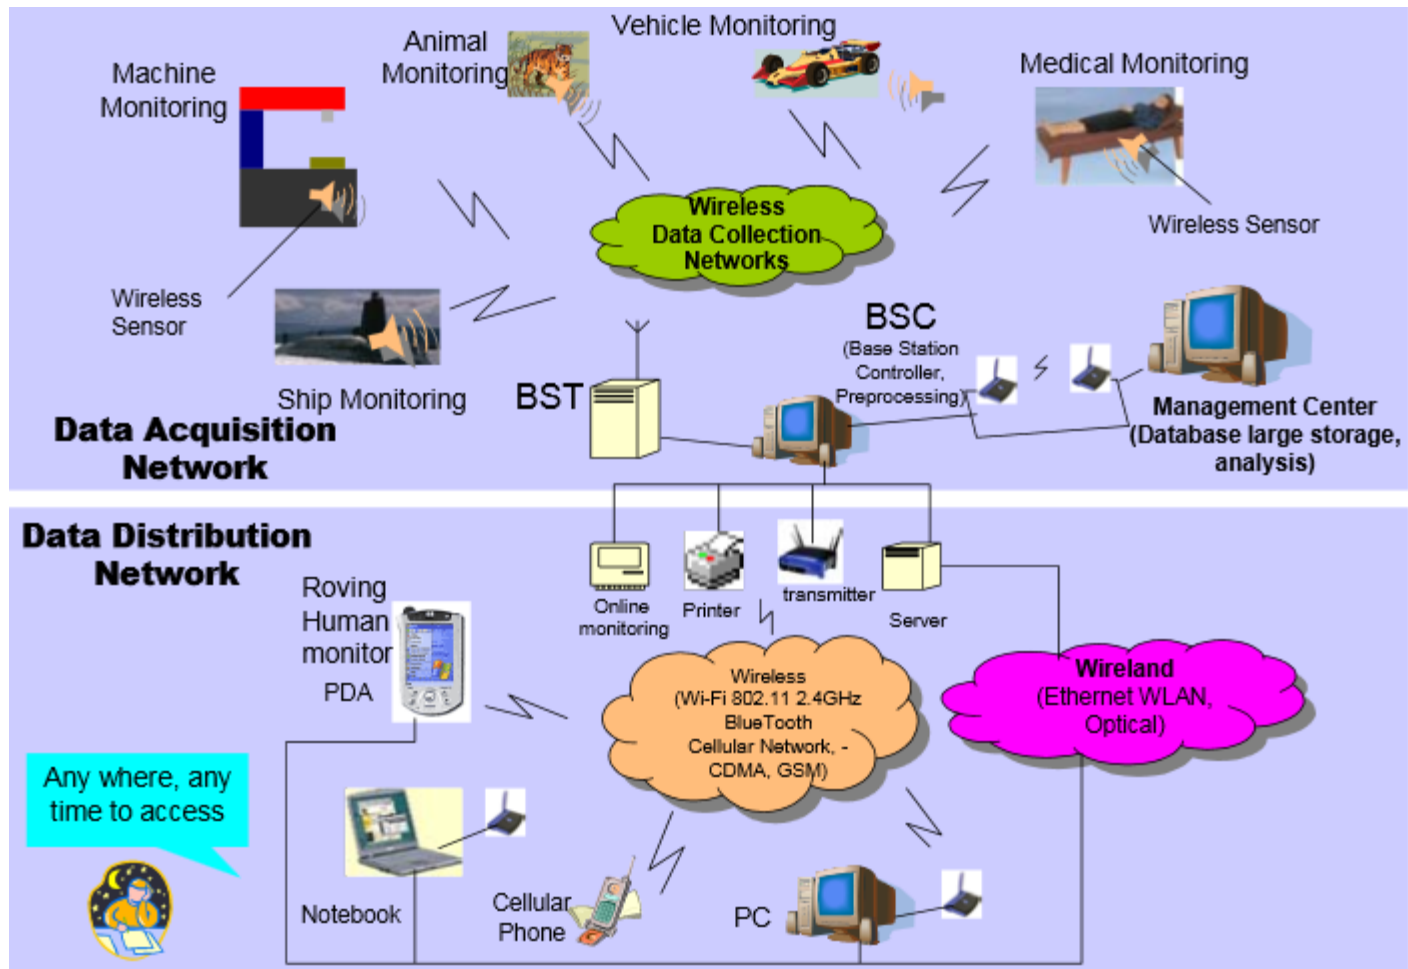 Machine
Monitoring
Animal
Monitoring
Vehicle Monitoring
Medical Monitoring
Wireless
Data Collection
Networks
Wireless Sensor
Wireless
Sensor
Ship Monitoring
BST
BSC
(Base Station
Controller,
Preprocessing)
Management Center
(Database large storage,
analysis)
Data Acquisition
Network
Data Distribution
Network
Online
monitoring
Printer
transmitter
Server
Roving
Human
monitor
PDA
Wireless
(Wi-Fi 802.11 2.4GHz
BlueTooth
Cellular Network, -
CDMA, GSM)
Wireland
(Ethernet WLAN,
Optical)
Any where, any
time to access
Notebook
Cellular
Phone
PC